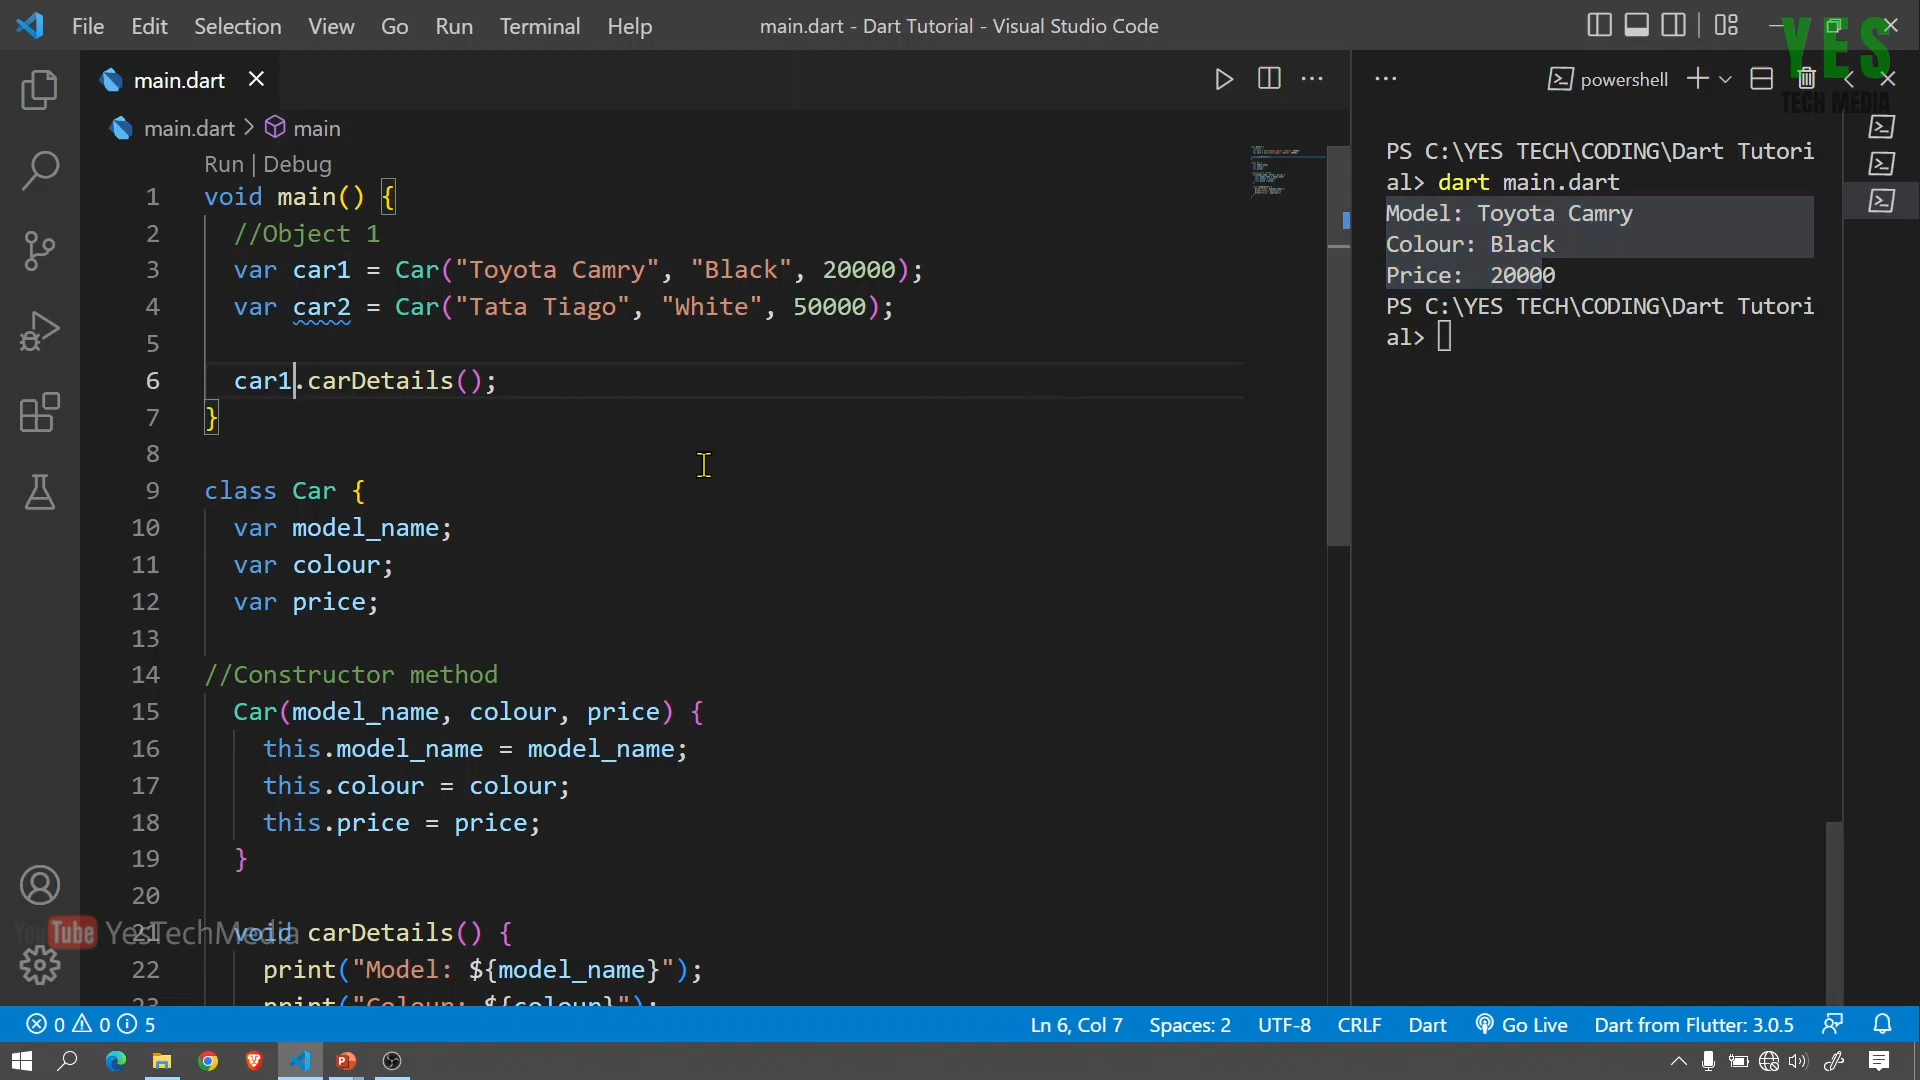 File Edit Selection View Go Run Terminal Help
main.dart - Dart Tutorial - Visual Studio Code
YES
TECH MEDIA
main.dart
powershell
main.dart > main
Run | Debug
1 void main() {
2 //Object 1
3 var car1 = Car("Toyota Camry", "Black", 20000);
4 var car2 = Car("Tata Tiago", "White", 50000);
5
6 car1.carDetails();
7 }
8
9 class Car {
10 var model_name;
11 var colour;
12 var price;
13
14 //Constructor method
15 Car(model_name, colour, price) {
16 this.model_name = model_name;
17 this.colour = colour;
18 this.price = price;
19 }
20
21 void carDetails() {
22 print("Model: ${model_name}");
23 print("Colour: ${colour}");
PS C:\YES TECH\CODING\Dart Tutori
al> dart main.dart
Model: Toyota Camry
Colour: Black
Price:  20000
PS C:\YES TECH\CODING\Dart Tutori
al>
YouTube YesTechMedia
0 0 5
Ln 6, Col 7 Spaces: 2 UTF-8 CRLF Dart Go Live Dart from Flutter: 3.0.5